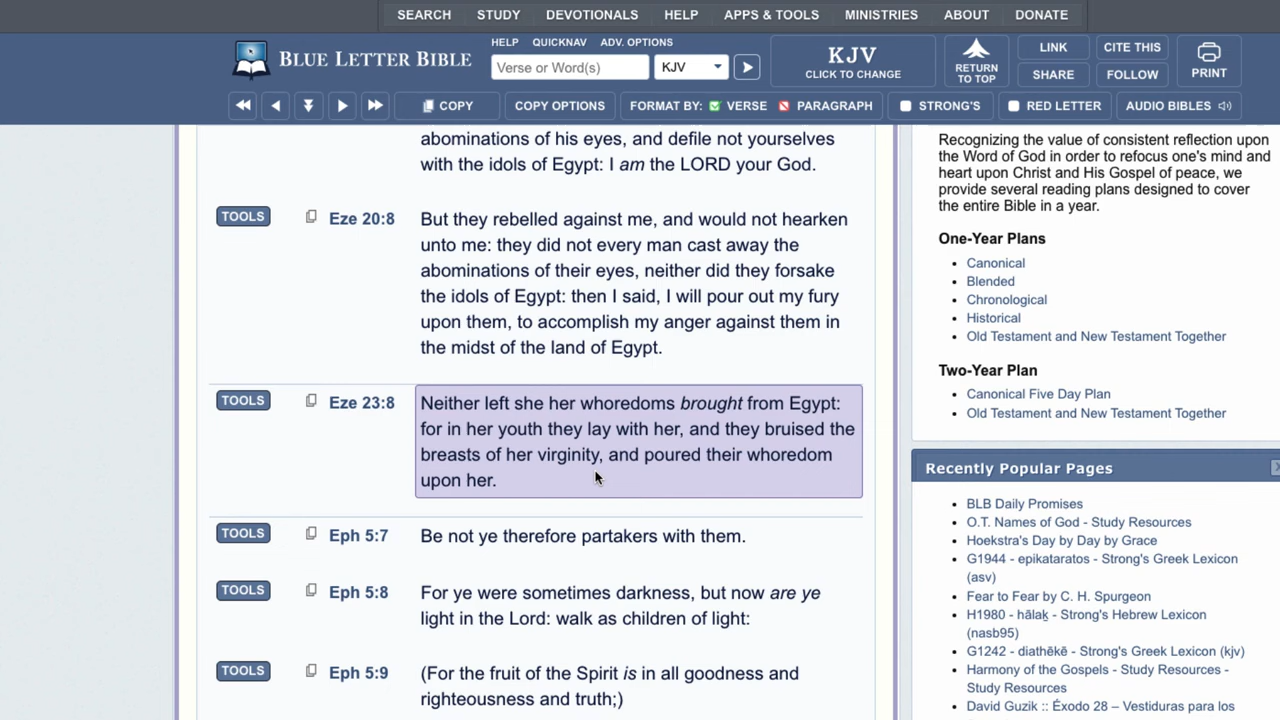 SEARCH STUDY DEVOTIONALS HELP APPS & TOOLS MINISTRIES ABOUT DONATE
BLUE LETTER BIBLE
HELP QUICKNAV ADV. OPTIONS
Verse or Word(s) KJV
KJV
CLICK TO CHANGE
RETURN
TO TOP
LINK CITE THIS
SHARE FOLLOW
PRINT
COPY COPY OPTIONS FORMAT BY: VERSE PARAGRAPH STRONG'S RED LETTER AUDIO BIBLES
abominations of his eyes, and defile not yourselves
with the idols of Egypt: I am the LORD your God.
TOOLS Eze 20:8 But they rebelled against me, and would not hearken
unto me: they did not every man cast away the
abominations of their eyes, neither did they forsake
the idols of Egypt: then I said, I will pour out my fury
upon them, to accomplish my anger against them in
the midst of the land of Egypt.
TOOLS Eze 23:8 Neither left she her whoredoms brought from Egypt:
for in her youth they lay with her, and they bruised the
breasts of her virginity, and poured their whoredom
upon her.
TOOLS Eph 5:7 Be not ye therefore partakers with them.
TOOLS Eph 5:8 For ye were sometimes darkness, but now are ye
light in the Lord: walk as children of light:
TOOLS Eph 5:9 (For the fruit of the Spirit is in all goodness and
righteousness and truth;)
Recognizing the value of consistent reflection upon
the Word of God in order to refocus one's mind and
heart upon Christ and His Gospel of peace, we
provide several reading plans designed to cover
the entire Bible in a year.
One-Year Plans
Canonical
Blended
Chronological
Historical
Old Testament and New Testament Together
Two-Year Plan
Canonical Five Day Plan
Old Testament and New Testament Together
Recently Popular Pages
BLB Daily Promises
O.T. Names of God - Study Resources
Hoekstra's Day by Day by Grace
G1944 - epikataratos - Strong's Greek Lexicon
(asv)
Fear to Fear by C. H. Spurgeon
H1980 - hālaḵ - Strong's Hebrew Lexicon
(nasb95)
G1242 - diathēkē - Strong's Greek Lexicon (kjv)
Harmony of the Gospels - Study Resources -
Study Resources
David Guzik :: Éxodo 28 – Vestiduras para los